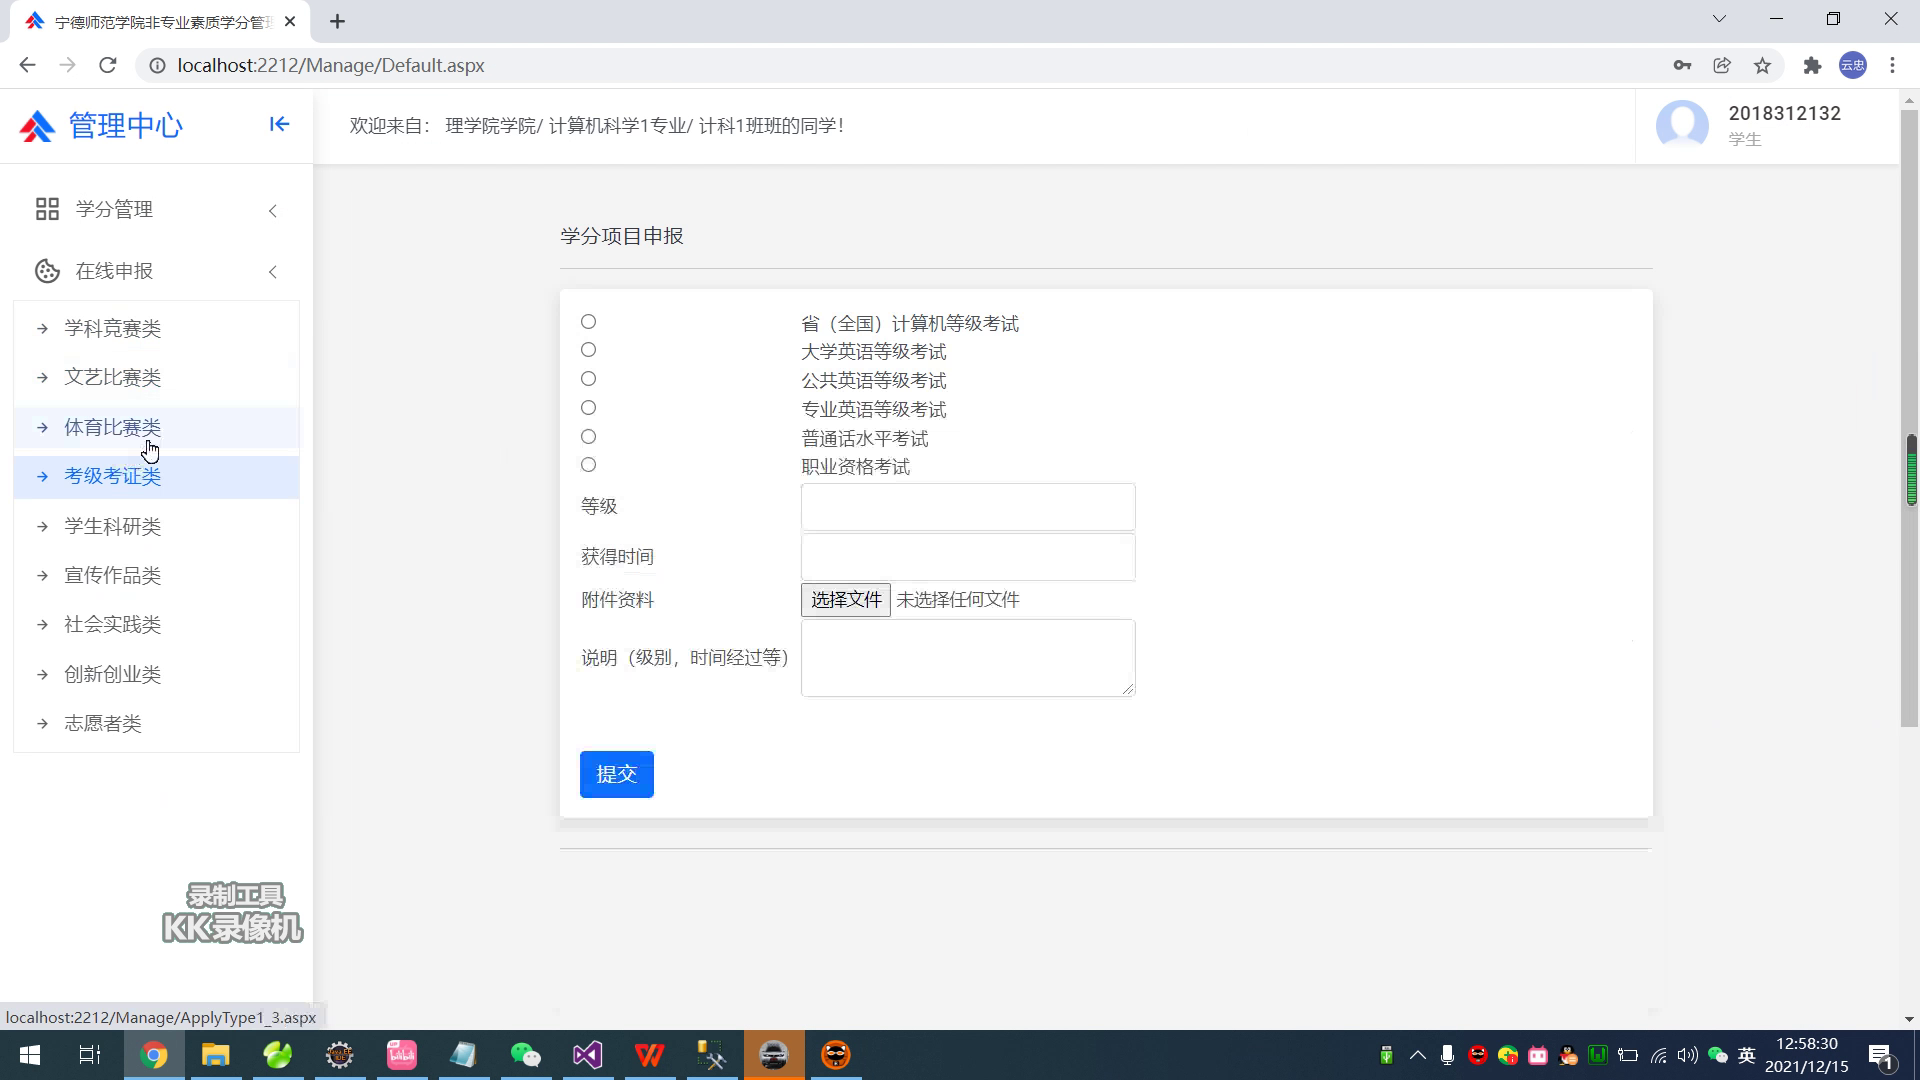 宁德师范学院非专业素质学分管理
localhost:2212/Manage/Default.aspx
云忠
管理中心
欢迎来自： 理学院学院/ 计算机科学1专业/ 计科1班班的同学！
2018312132
学生
学分管理
在线申报
学科竞赛类
文艺比赛类
体育比赛类
考级考证类
学生科研类
宣传作品类
社会实践类
创新创业类
志愿者类
学分项目申报
省（全国）计算机等级考试
大学英语等级考试
公共英语等级考试
专业英语等级考试
普通话水平考试
职业资格考试
等级
获得时间
附件资料 选择文件 未选择任何文件
说明（级别，时间经过等）
提交
录制工具
KK录像机
localhost:2212/Manage/ApplyType1_3.aspx
英
12:58:30
2021/12/15
1